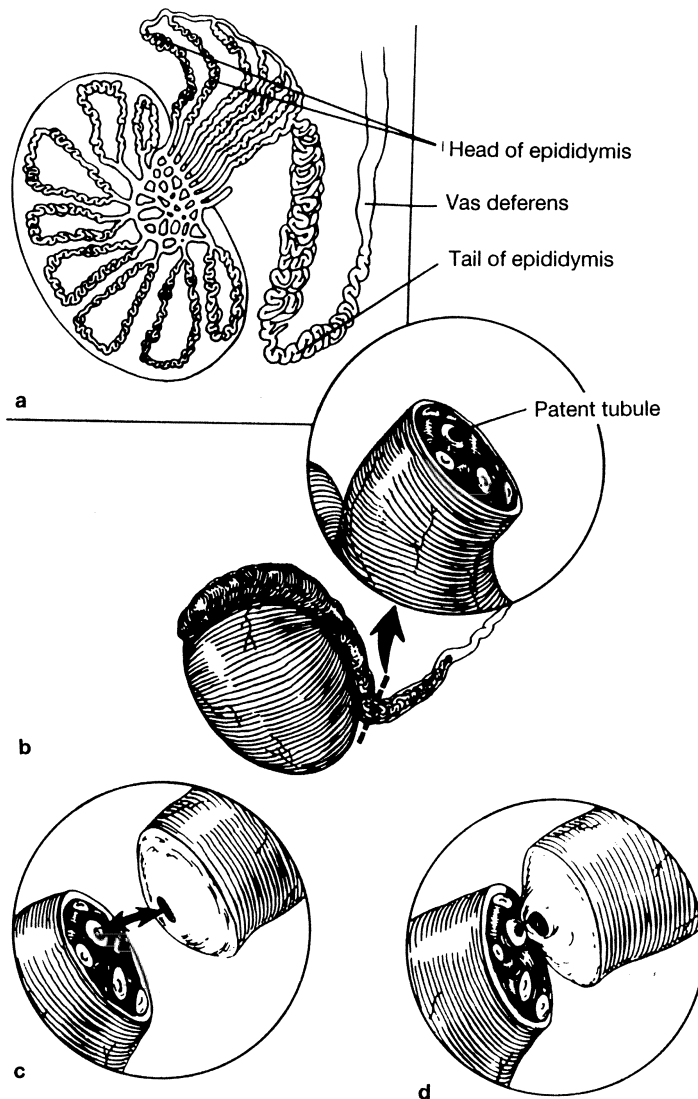 Head of epididymis
Vas deferens
Tail of epididymis
a
Patent tubule
b
c
d